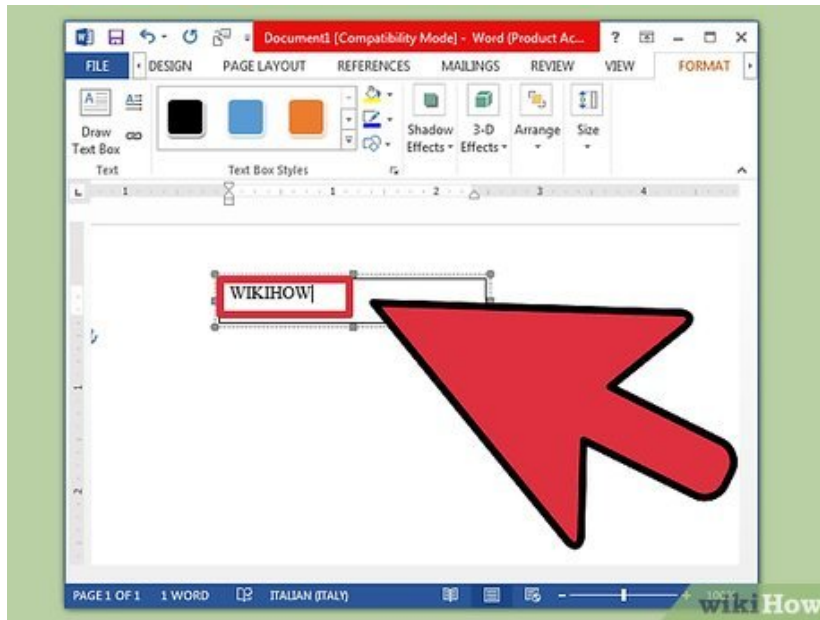 Document1 [Compatibility Mode] - Word (Product Ac...
FILE DESIGN PAGE LAYOUT REFERENCES MAILINGS REVIEW VIEW FORMAT
Draw Text Box
Shadow Effects
3-D Effects
Arrange
Size
Text
Text Box Styles
1 1 2 3 4
WIKIHOW
1
2
PAGE 1 OF 1 1 WORD ITALIAN (ITALY) 100%
wikiHow